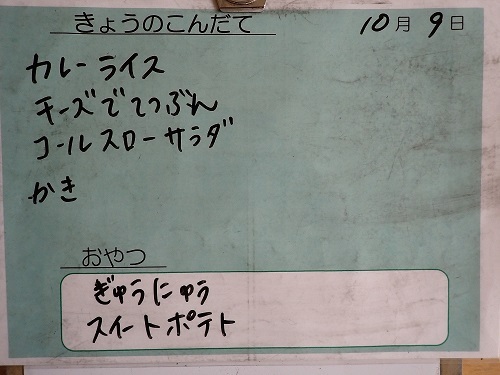 きょうのこんだて 10月9日
カレーライス
チーズでてつぶん
コールスローサラダ
かき
おやつ
ぎゅうにゅう
スイートポテト